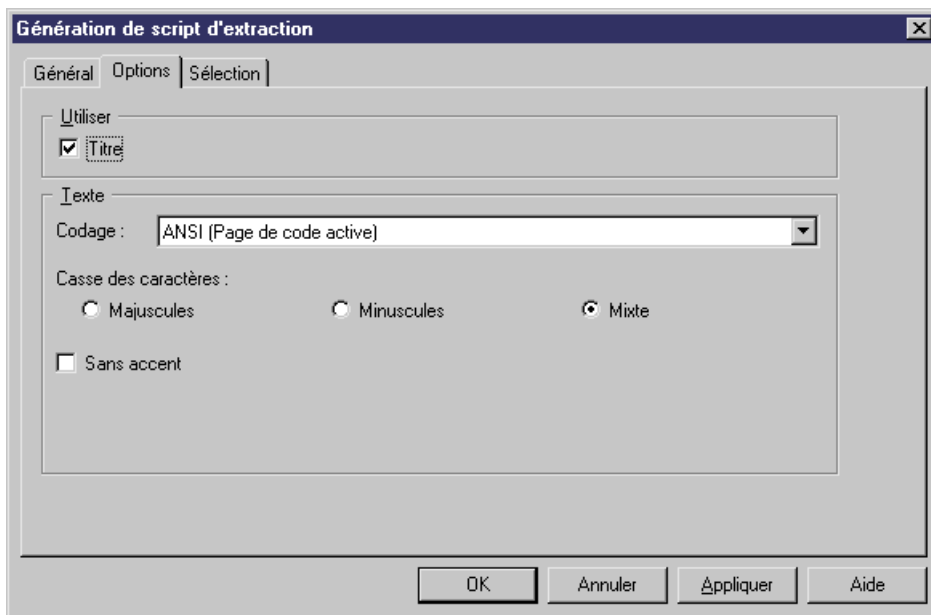 Génération de script d'extraction
Général Options Sélection
Utiliser
Titre
Texte
Codage : ANSI (Page de code active)
Casse des caractères :
Majuscules Minuscules Mixte
Sans accent
OK Annuler Appliquer Aide